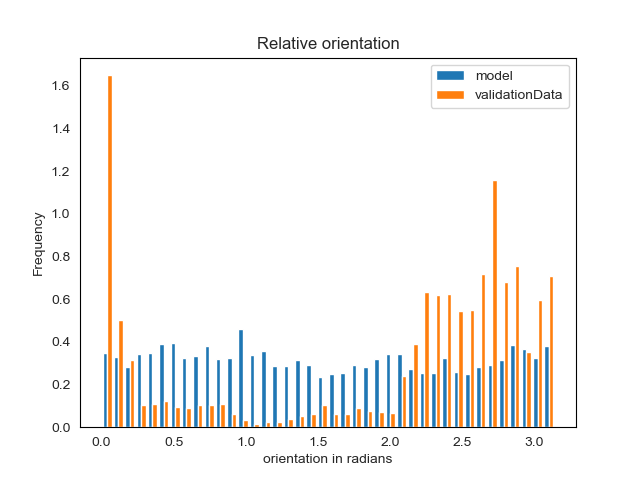 Relative orientation
model
validationData
Frequency
1.6
1.4
1.2
1.0
0.8
0.6
0.4
0.2
0.0
0.0 0.5 1.0 1.5 2.0 2.5 3.0
orientation in radians